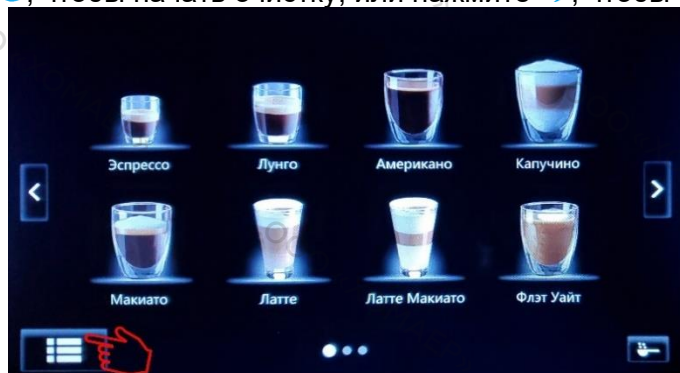 , чтобы начать очистку, или нажмите , чтобы
Эспрессо Лунго Американо Капучино
Макиато Латте Латте Макиато Флэт Уайт